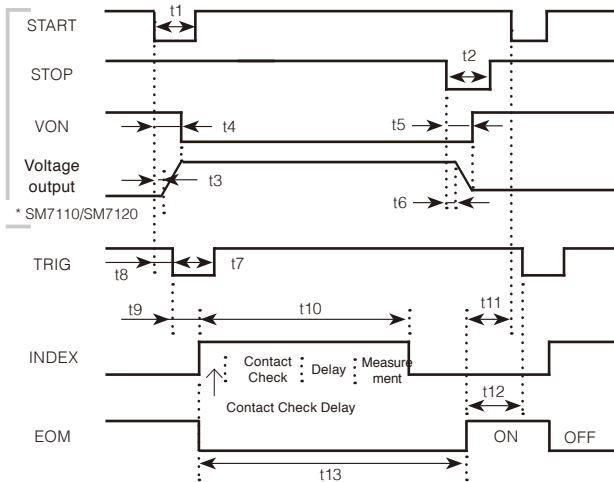 t1
START
t2
STOP
VON
t4
t5
Voltage
output
t3
t6
* SM7110/SM7120
TRIG
t8
t7
t9
t10
t11
INDEX
Contact
Check
Delay
Measure
ment
Contact Check Delay
t12
EOM
ON
OFF
t13